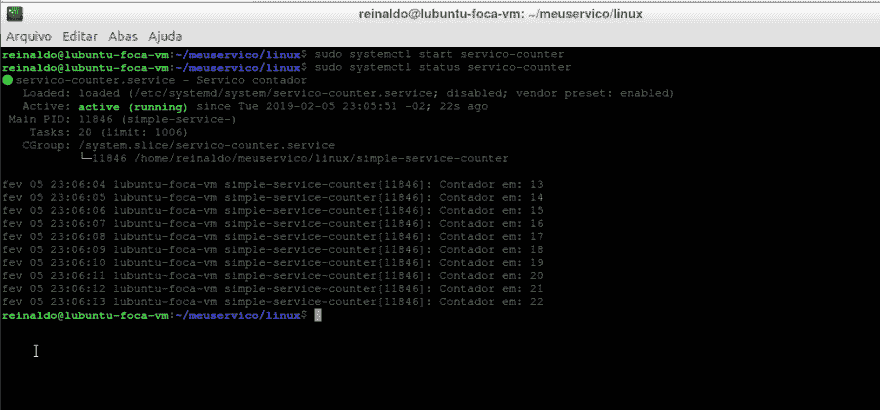 reinaldo@lubuntu-foca-vm: ~/meuservico/linux
Arquivo Editar Abas Ajuda
reinaldo@lubuntu-foca-vm:~/meuservico/linux$ sudo systemctl start servico-counter
reinaldo@lubuntu-foca-vm:~/meuservico/linux$ sudo systemctl status servico-counter
● servico-counter.service - Servico contador
Loaded: loaded (/etc/systemd/system/servico-counter.service; disabled; vendor preset: enabled)
Active: active (running) since Tue 2019-02-05 23:05:51 -02; 22s ago
Main PID: 11846 (simple-service-)
Tasks: 20 (limit: 1006)
CGroup: /system.slice/servico-counter.service
└─11846 /home/reinaldo/meuservico/linux/simple-service-counter
fev 05 23:06:04 lubuntu-foca-vm simple-service-counter[11846]: Contador em: 13
fev 05 23:06:05 lubuntu-foca-vm simple-service-counter[11846]: Contador em: 14
fev 05 23:06:06 lubuntu-foca-vm simple-service-counter[11846]: Contador em: 15
fev 05 23:06:07 lubuntu-foca-vm simple-service-counter[11846]: Contador em: 16
fev 05 23:06:08 lubuntu-foca-vm simple-service-counter[11846]: Contador em: 17
fev 05 23:06:09 lubuntu-foca-vm simple-service-counter[11846]: Contador em: 18
fev 05 23:06:10 lubuntu-foca-vm simple-service-counter[11846]: Contador em: 19
fev 05 23:06:11 lubuntu-foca-vm simple-service-counter[11846]: Contador em: 20
fev 05 23:06:12 lubuntu-foca-vm simple-service-counter[11846]: Contador em: 21
fev 05 23:06:13 lubuntu-foca-vm simple-service-counter[11846]: Contador em: 22
reinaldo@lubuntu-foca-vm:~/meuservico/linux$